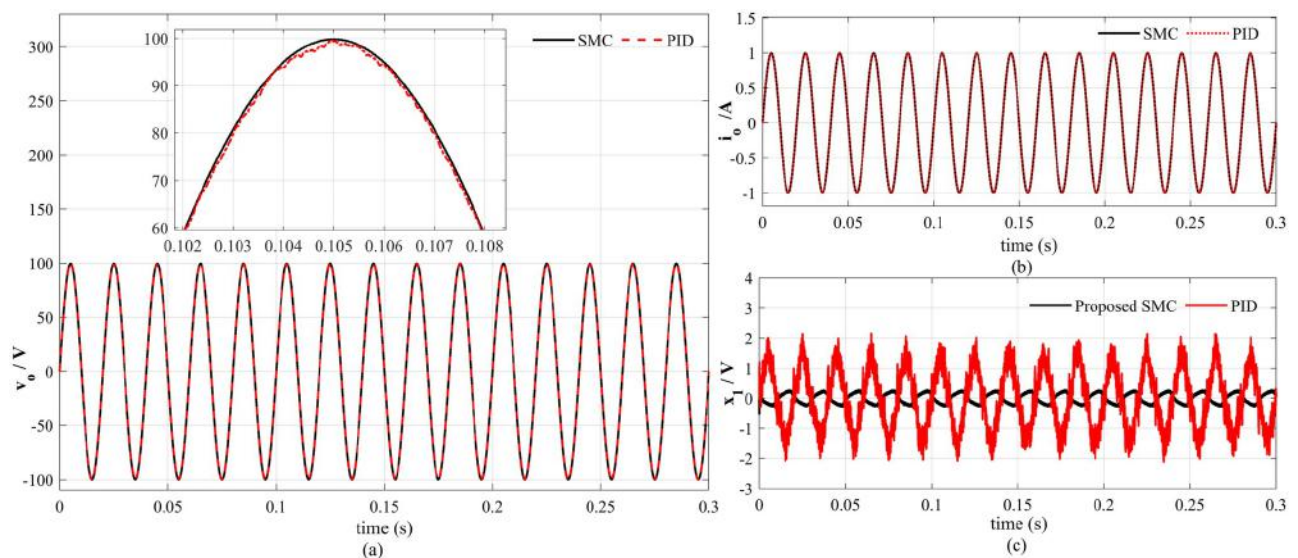 SMC PID
300
250
200
150
100
50
0
-50
-100
v_o / V
0 0.05 0.1 0.15 0.2 0.25 0.3
time (s)
(a)
100
90
80
70
60
0.102 0.103 0.104 0.105 0.106 0.107 0.108
SMC PID
1.5
1
0.5
0
-0.5
-1
i_o /A
0 0.05 0.1 0.15 0.2 0.25 0.3
time (s)
(b)
Proposed SMC PID
4
3
2
1
0
-1
-2
-3
x_1 / V
0 0.05 0.1 0.15 0.2 0.25 0.3
time (s)
(c)